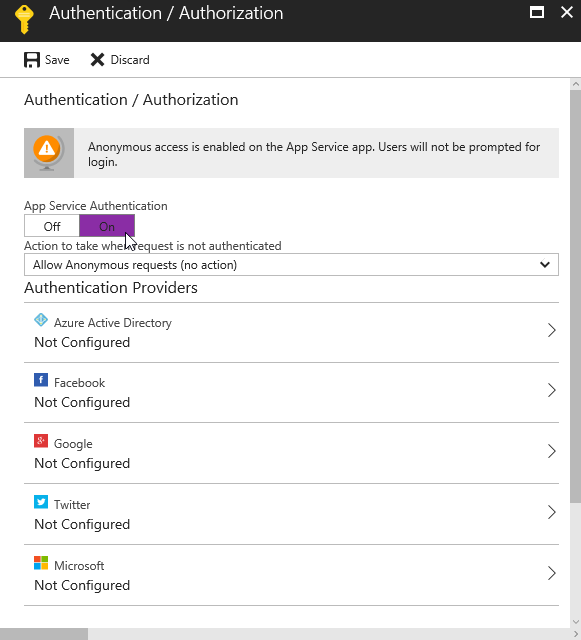 Authentication / Authorization
Save
Discard
Authentication / Authorization
Anonymous access is enabled on the App Service app. Users will not be prompted for
login.
App Service Authentication
Off
On
Action to take when request is not authenticated
Allow Anonymous requests (no action)
Authentication Providers
Azure Active Directory
Not Configured
Facebook
Not Configured
Google
Not Configured
Twitter
Not Configured
Microsoft
Not Configured